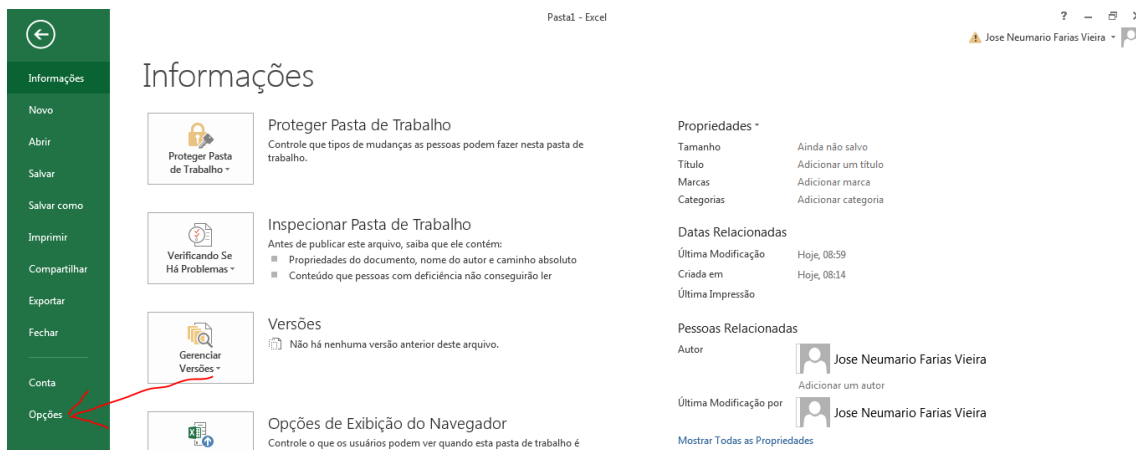 Pasta1 - Excel
?
Jose Neumario Farias Vieira
Informações
Novo
Abrir
Salvar
Salvar como
Imprimir
Compartilhar
Exportar
Fechar
Conta
Opções
Informações
Proteger Pasta
de Trabalho
Proteger Pasta de Trabalho
Controle que tipos de mudanças as pessoas podem fazer nesta pasta de
trabalho.
Verificando Se
Há Problemas
Inspecionar Pasta de Trabalho
Antes de publicar este arquivo, saiba que ele contém:
Propriedades do documento, nome do autor e caminho absoluto
Conteúdo que pessoas com deficiência não conseguirão ler
Gerenciar
Versões
Versões
Não há nenhuma versão anterior deste arquivo.
Opções de Exibição do Navegador
Controle o que os usuários podem ver quando esta pasta de trabalho é
Propriedades
Tamanho Ainda não salvo
Título Adicionar um título
Marcas Adicionar marca
Categorias Adicionar categoria
Datas Relacionadas
Última Modificação Hoje, 08:59
Criada em Hoje, 08:14
Última Impressão
Pessoas Relacionadas
Autor Jose Neumario Farias Vieira
Adicionar um autor
Última Modificação por Jose Neumario Farias Vieira
Mostrar Todas as Propriedades